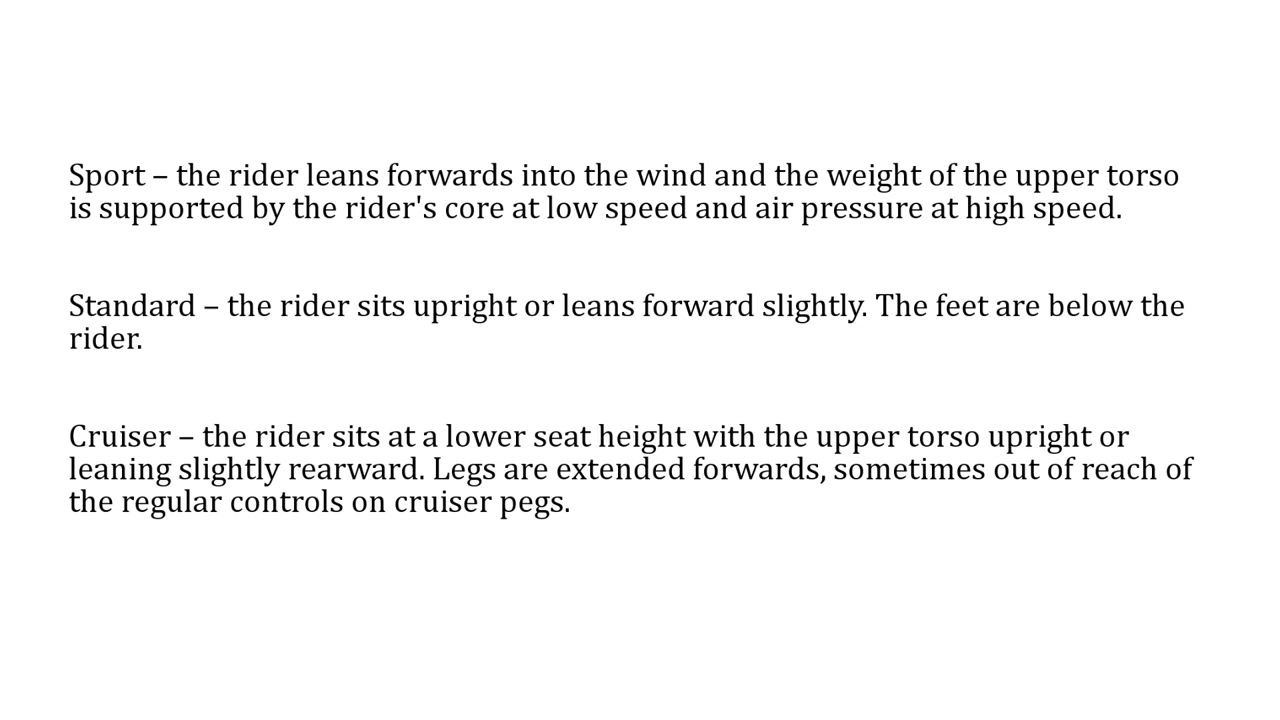 Sport – the rider leans forwards into the wind and the weight of the upper torso
is supported by the rider's core at low speed and air pressure at high speed.
Standard – the rider sits upright or leans forward slightly. The feet are below the
rider.
Cruiser – the rider sits at a lower seat height with the upper torso upright or
leaning slightly rearward. Legs are extended forwards, sometimes out of reach of
the regular controls on cruiser pegs.